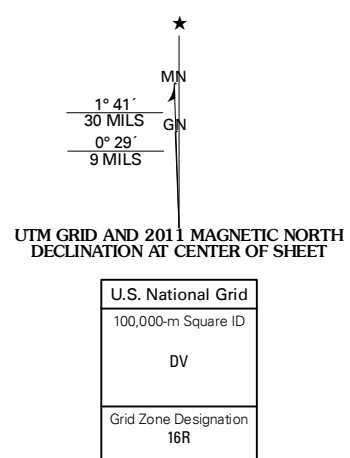 MN
1° 41´
30 MILS
GN
0° 29´
9 MILS
UTM GRID AND 2011 MAGNETIC NORTH
DECLINATION AT CENTER OF SHEET
U.S. National Grid
100,000-m Square ID
DV
Grid Zone Designation
16R